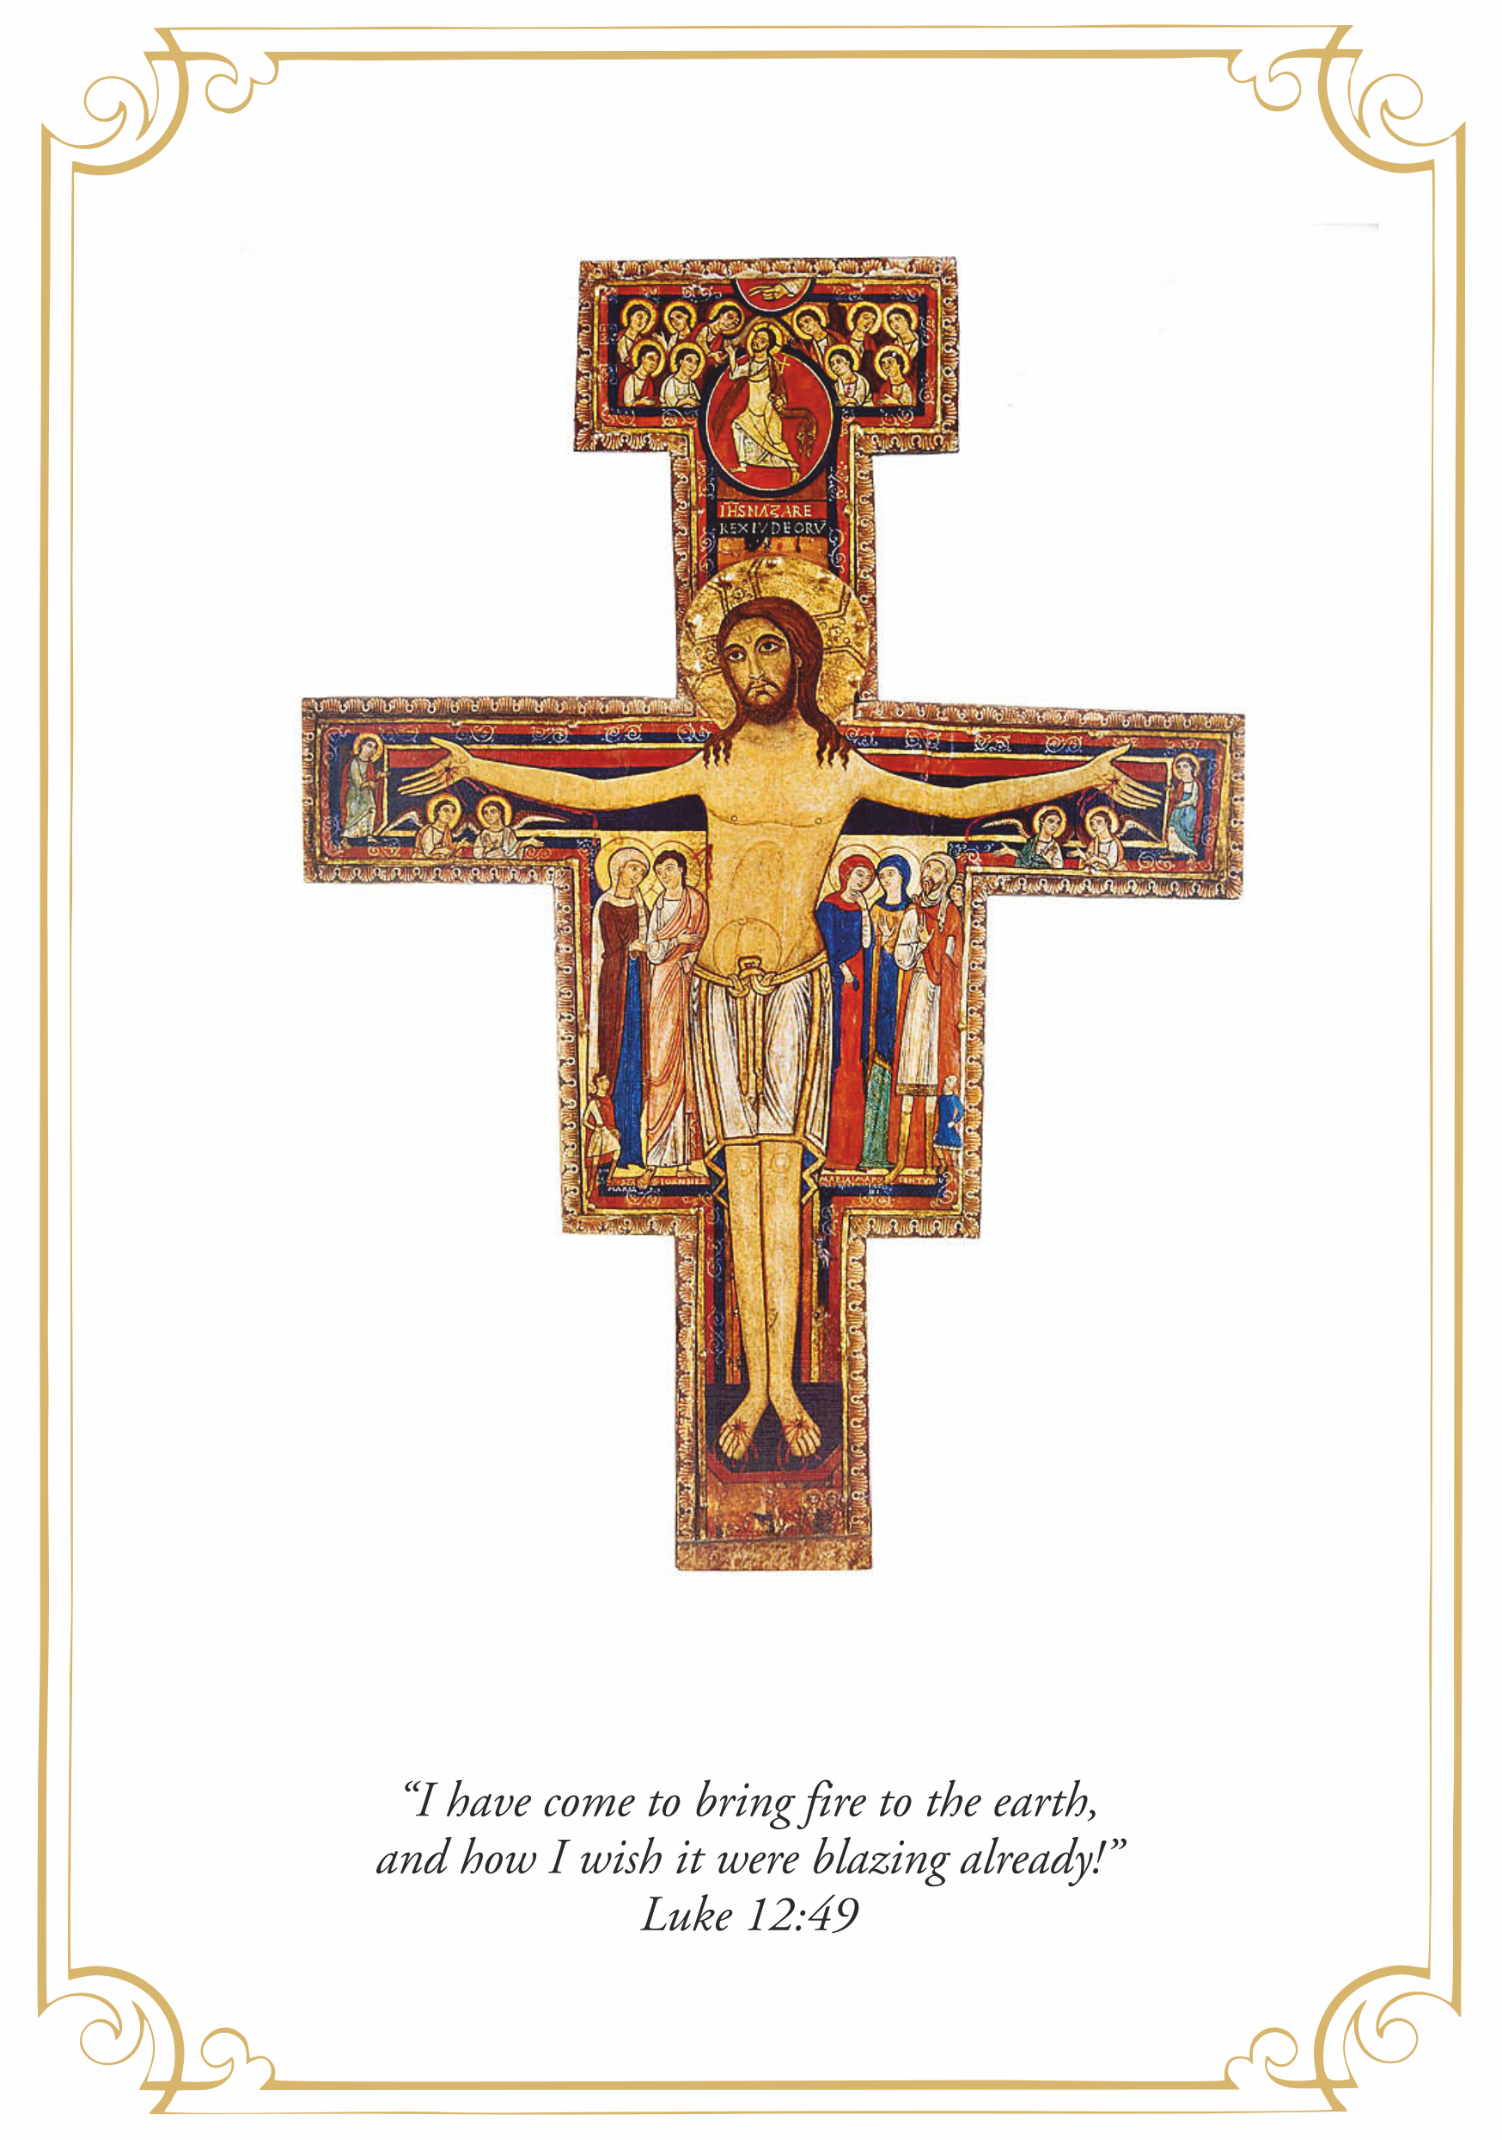 IHS NAZARE
REX IVDEORV
IOANNES
“I have come to bring fire to the earth,
and how I wish it were blazing already!”
Luke 12:49